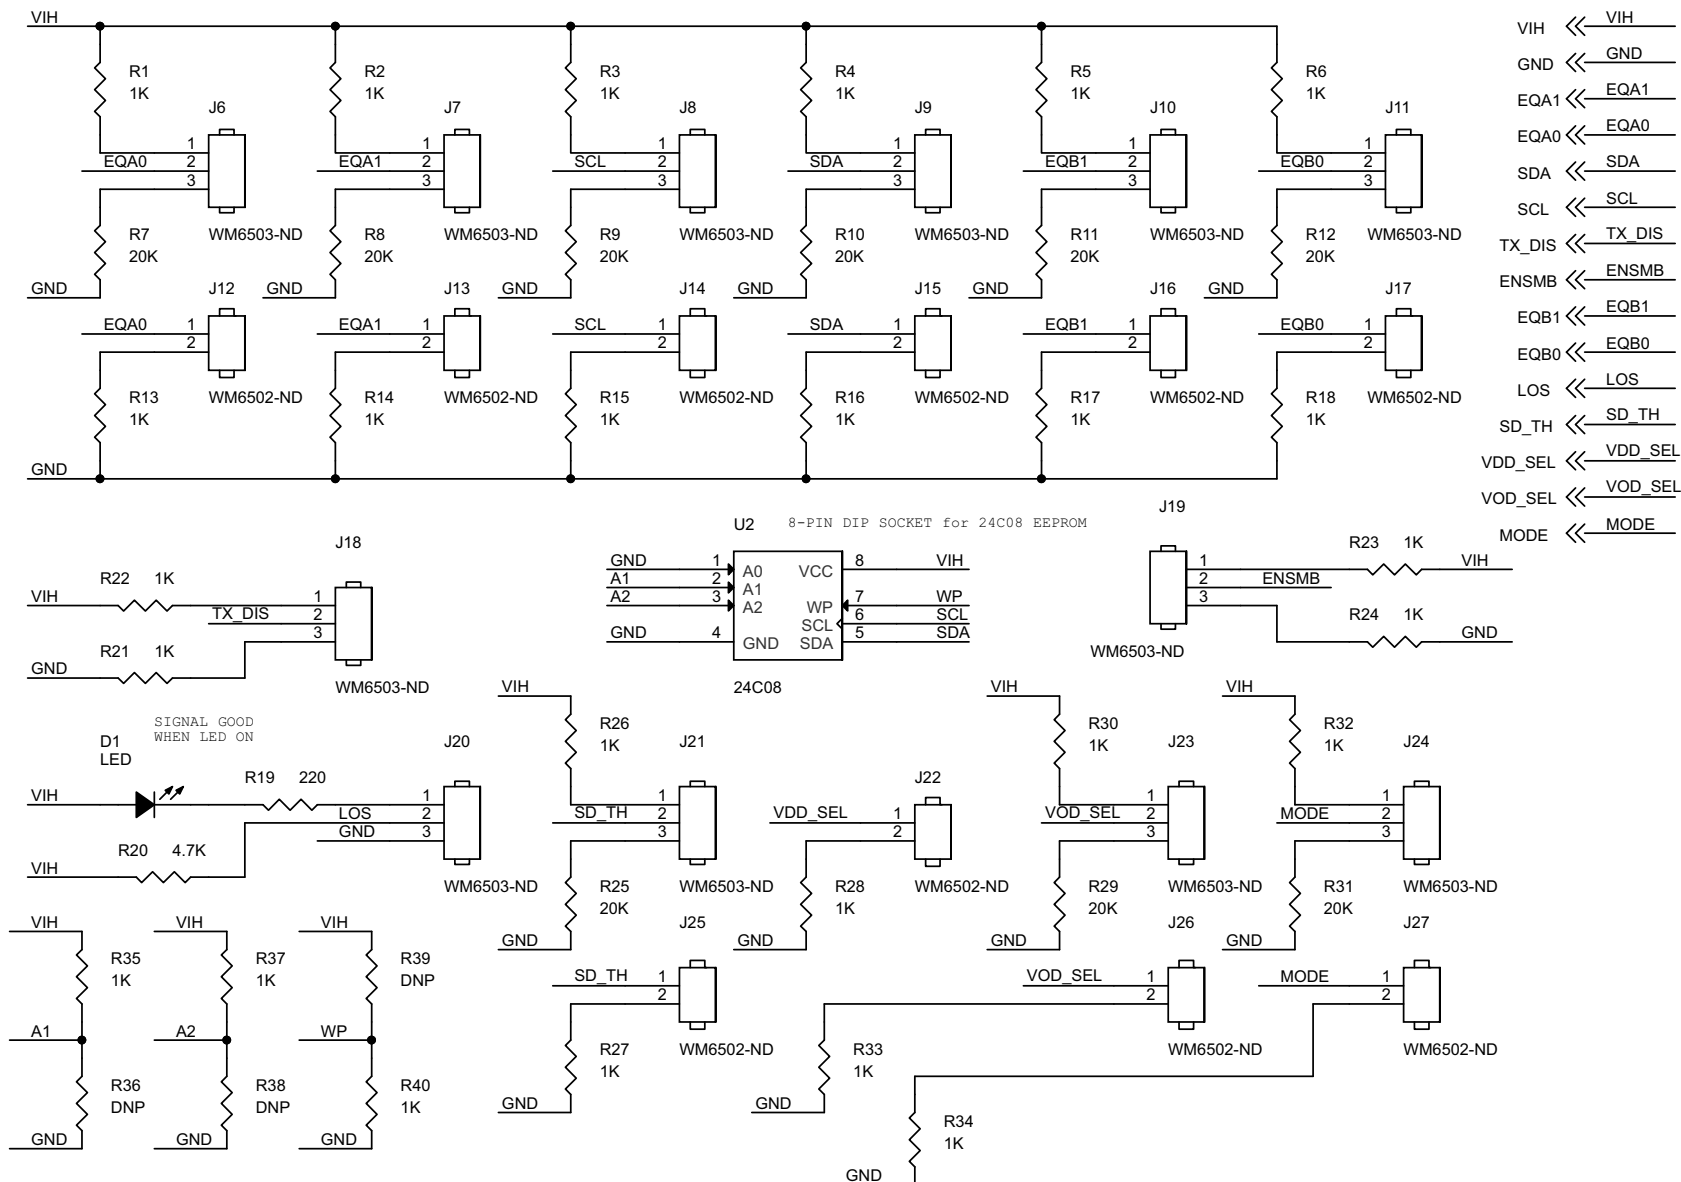 VIH
R1
1K
R2
1K
R3
1K
R4
1K
R5
1K
R6
1K
J6
J7
J8
J9
J10
J11
EQA0 1 2 3
EQA1 1 2 3
SCL 1 2 3
SDA 1 2 3
EQB1 1 2 3
EQB0 1 2 3
R7
20K
R8
20K
R9
20K
R10
20K
R11
20K
R12
20K
WM6503-ND
WM6503-ND
WM6503-ND
WM6503-ND
WM6503-ND
WM6503-ND
GND
GND
GND
GND
GND
GND
J12
J13
J14
J15
J16
J17
EQA0 1 2
EQA1 1 2
SCL 1 2
SDA 1 2
EQB1 1 2
EQB0 1 2
R13
1K
R14
1K
R15
1K
R16
1K
R17
1K
R18
1K
WM6502-ND
WM6502-ND
WM6502-ND
WM6502-ND
WM6502-ND
WM6502-ND
GND
VIH VIH
GND GND
EQA1 EQA1
EQA0 EQA0
SDA SDA
SCL SCL
TX_DIS TX_DIS
ENSMB ENSMB
EQB1 EQB1
EQB0 EQB0
LOS LOS
SD_TH SD_TH
VDD_SEL VDD_SEL
VOD_SEL VOD_SEL
MODE MODE
J18
R22 1K
VIH 1
TX_DIS 2
3
R21 1K
GND
WM6503-ND
U2 8-PIN DIP SOCKET for 24C08 EEPROM
GND 1 A0 VCC 8 VIH
A1 2 A1
A2 3 A2 WP 7 WP
SCL 6 SCL
GND 4 GND SDA 5 SDA
24C08
J19
R23 1K
1 VIH
2 ENSMB
3
R24 1K
GND
WM6503-ND
SIGNAL GOOD
WHEN LED ON
D1
LED
R19 220
J20
VIH 1
LOS 2
GND 3
R20 4.7K
VIH
WM6503-ND
VIH
R26
1K
J21
1
SD_TH 2
3
R25
20K
WM6503-ND
GND
J22
VDD_SEL 1
2
R28
1K
WM6502-ND
GND
VIH
R30
1K
J23
1
VOD_SEL 2
3
R29
20K
WM6503-ND
GND
VIH
R32
1K
J24
1
MODE 2
3
R31
20K
WM6503-ND
GND
VIH
R35
1K
A1
R36
DNP
GND
VIH
R37
1K
A2
R38
DNP
GND
VIH
R39
DNP
WP
R40
1K
GND
J25
SD_TH 1
2
R27
1K
WM6502-ND
GND
J26
VOD_SEL 1
2
R33
1K
WM6502-ND
GND
J27
MODE 1
2
WM6502-ND
R34
1K
GND